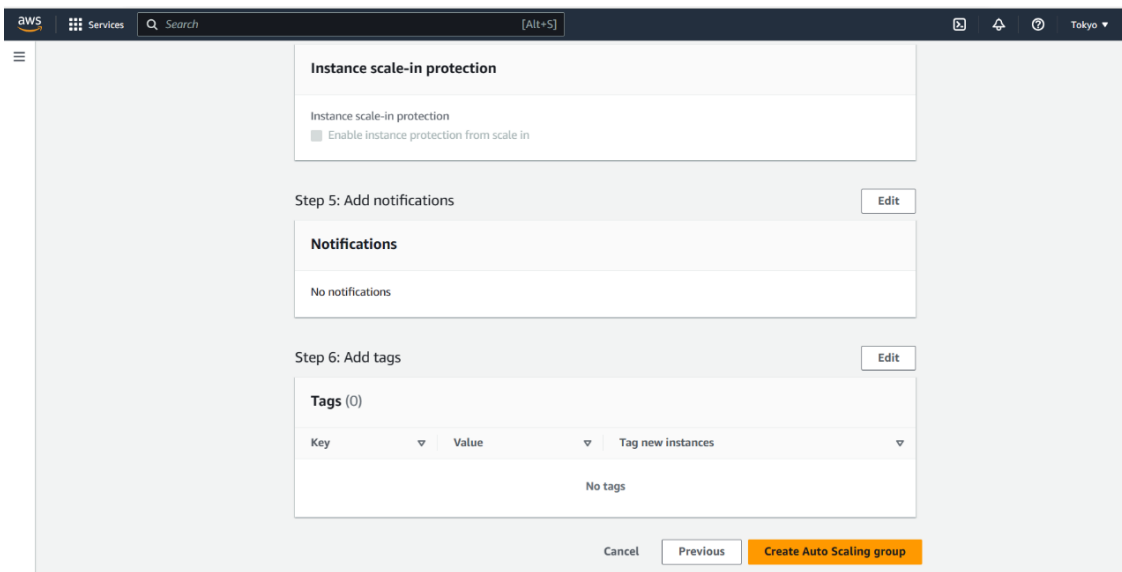 aws Services Search [Alt+S] Tokyo
Instance scale-in protection
Instance scale-in protection
Enable instance protection from scale in
Step 5: Add notifications Edit
Notifications
No notifications
Step 6: Add tags Edit
Tags (0)
Key Value Tag new instances
No tags
Cancel Previous Create Auto Scaling group